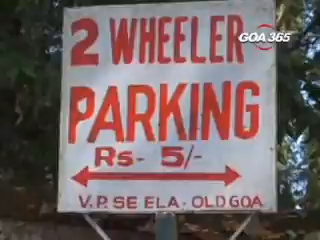 GOA 365
2 WHEELER
PARKING
Rs- 5/-
V.P. SE ELA - OLD GOA